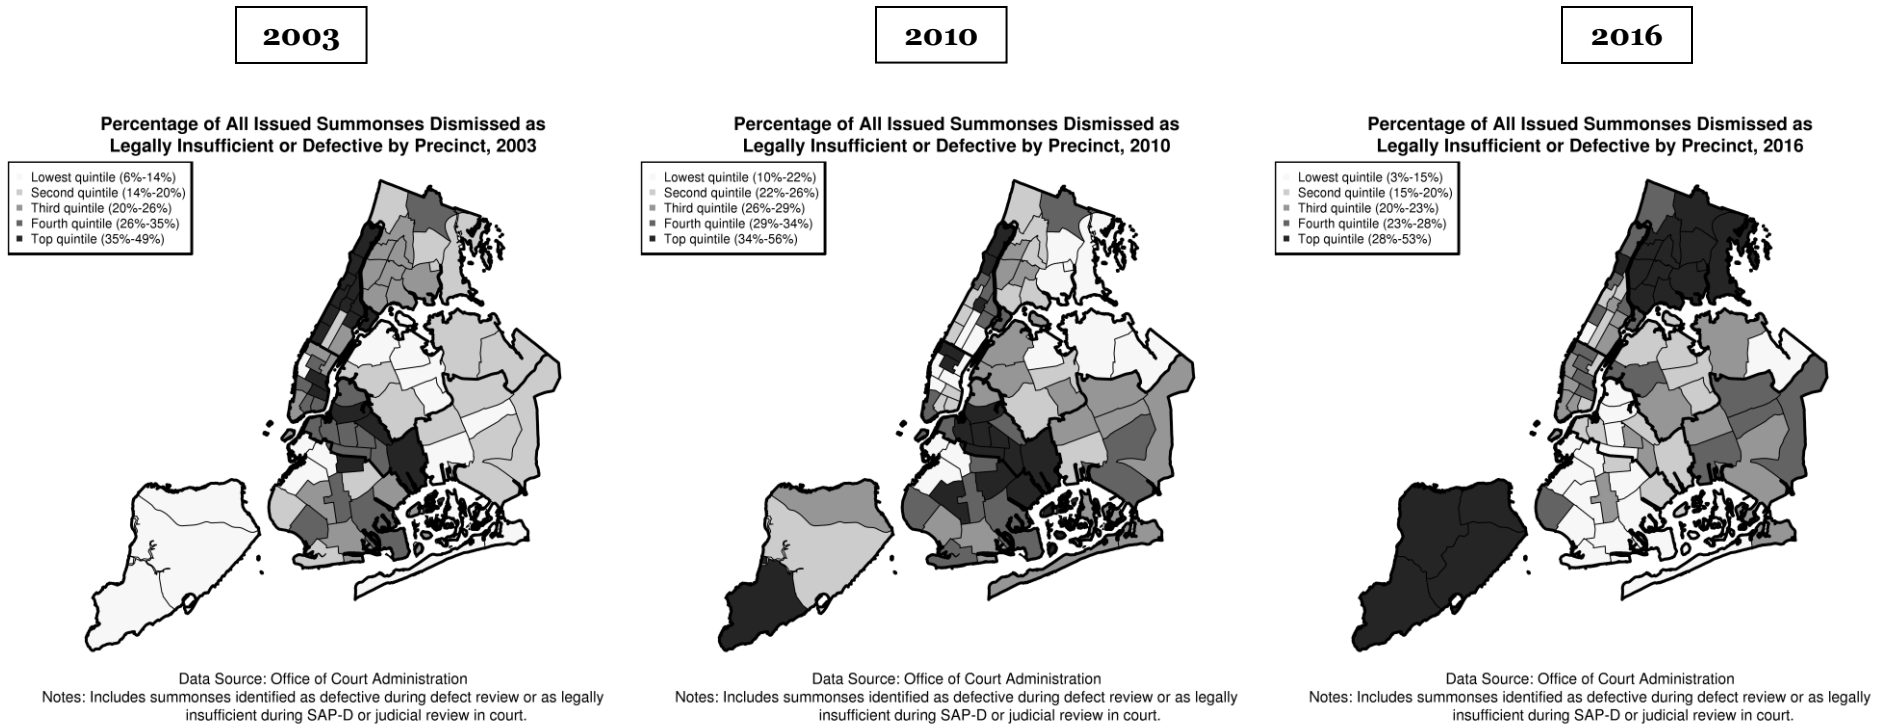 2003
Percentage of All Issued Summonses Dismissed as
Legally Insufficient or Defective by Precinct, 2003
Lowest quintile (6%-14%)
Second quintile (14%-20%)
Third quintile (20%-26%)
Fourth quintile (26%-35%)
Top quintile (35%-49%)
Data Source: Office of Court Administration
Notes: Includes summonses identified as defective during defect review or as legally
insufficient during SAP-D or judicial review in court.
2010
Percentage of All Issued Summonses Dismissed as
Legally Insufficient or Defective by Precinct, 2010
Lowest quintile (10%-22%)
Second quintile (22%-26%)
Third quintile (26%-29%)
Fourth quintile (29%-34%)
Top quintile (34%-56%)
Data Source: Office of Court Administration
Notes: Includes summonses identified as defective during defect review or as legally
insufficient during SAP-D or judicial review in court.
2016
Percentage of All Issued Summonses Dismissed as
Legally Insufficient or Defective by Precinct, 2016
Lowest quintile (3%-15%)
Second quintile (15%-20%)
Third quintile (20%-23%)
Fourth quintile (23%-28%)
Top quintile (28%-53%)
Data Source: Office of Court Administration
Notes: Includes summonses identified as defective during defect review or as legally
insufficient during SAP-D or judicial review in court.